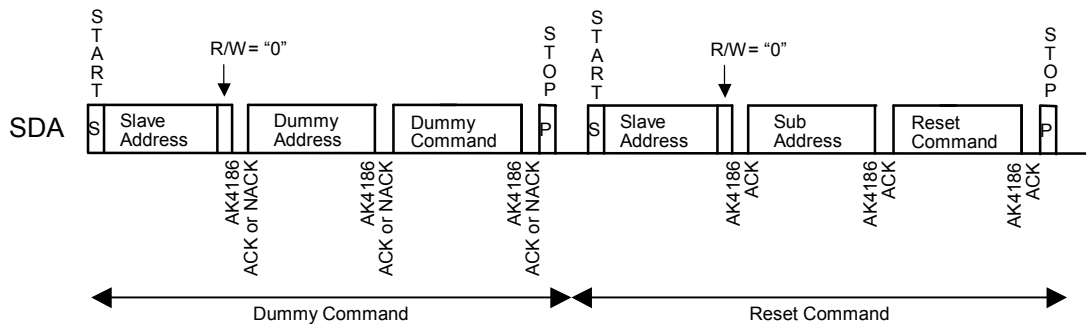 START
R/W = "0"
STOP
START
R/W = "0"
STOP
SDA
S
Slave
Address
Dummy
Address
Dummy
Command
P
S
Slave
Address
Sub
Address
Reset
Command
P
AK4186
ACK or NACK
AK4186
ACK or NACK
AK4186
ACK or NACK
AK4186
ACK
AK4186
ACK
AK4186
ACK
Dummy Command
Reset Command